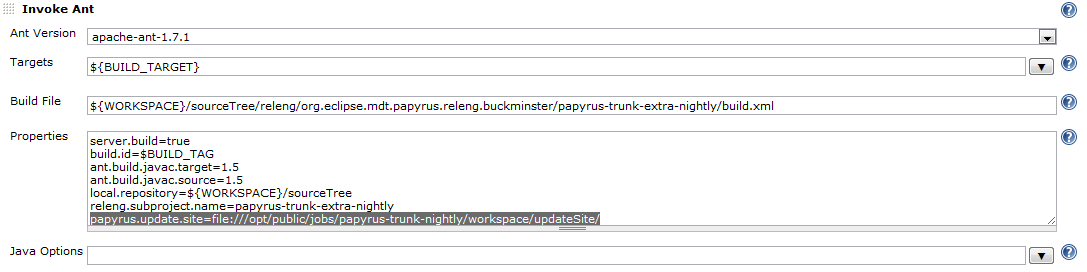 Invoke Ant
Ant Version
apache-ant-1.7.1
Targets
${BUILD_TARGET}
Build File
${WORKSPACE}/sourceTree/releng/org.eclipse.mdt.papyrus.releng.buckminster/papyrus-trunk-extra-nightly/build.xml
Properties
server.build=true
build.id=$BUILD_TAG
ant.build.javac.target=1.5
ant.build.javac.source=1.5
local.repository=${WORKSPACE}/sourceTree
releng.subproject.name=papyrus-trunk-extra-nightly
papyrus.update.site=file:///opt/public/jobs/papyrus-trunk-nightly/workspace/updateSite/
Java Options